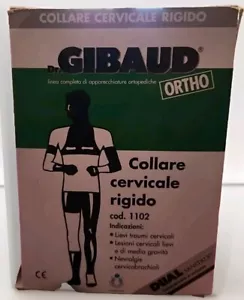 COLLARE CERVICALE RIGIDO
Dr. GIBAUD®
ORTHO
linea completa di apparecchiature ortopediche
Collare
cervicale
rigido
cod. 1102
Indicazioni:
• Lievi traumi cervicali
• Lesioni cervicali lievi
e di media gravità
• Nevralgie
cervicobrachiali
CE
DUAL